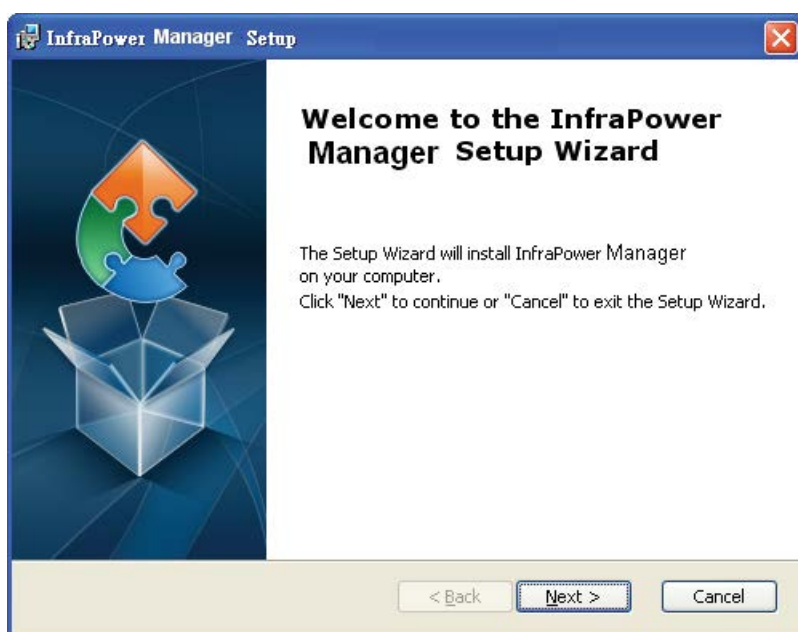 InfraPower Manager Setup
Welcome to the InfraPower
Manager Setup Wizard
The Setup Wizard will install InfraPower Manager
on your computer.
Click "Next" to continue or "Cancel" to exit the Setup Wizard.
< Back
Next >
Cancel